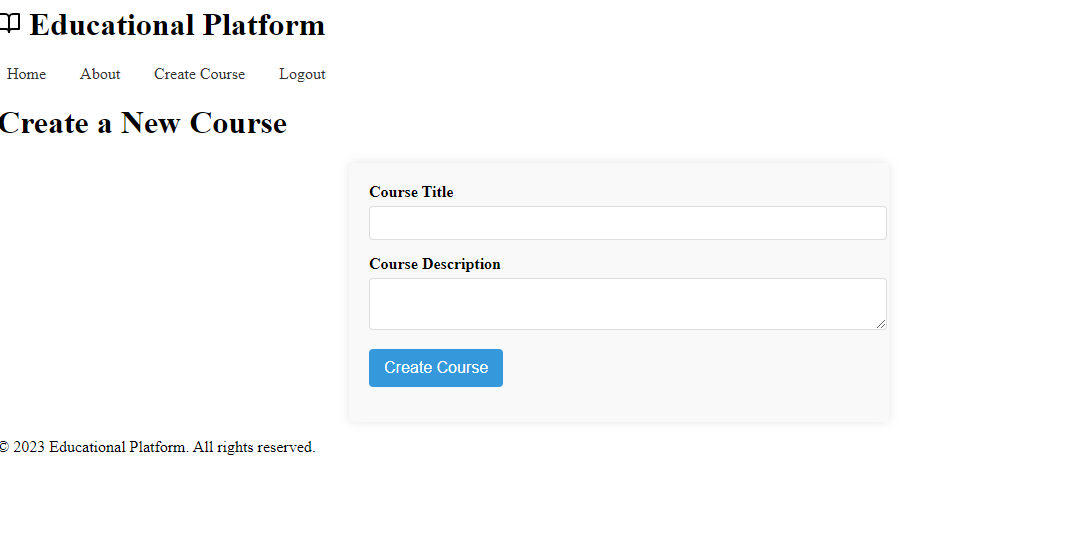 Educational Platform
Home About Create Course Logout
Create a New Course
Course Title
Course Description
Create Course
© 2023 Educational Platform. All rights reserved.